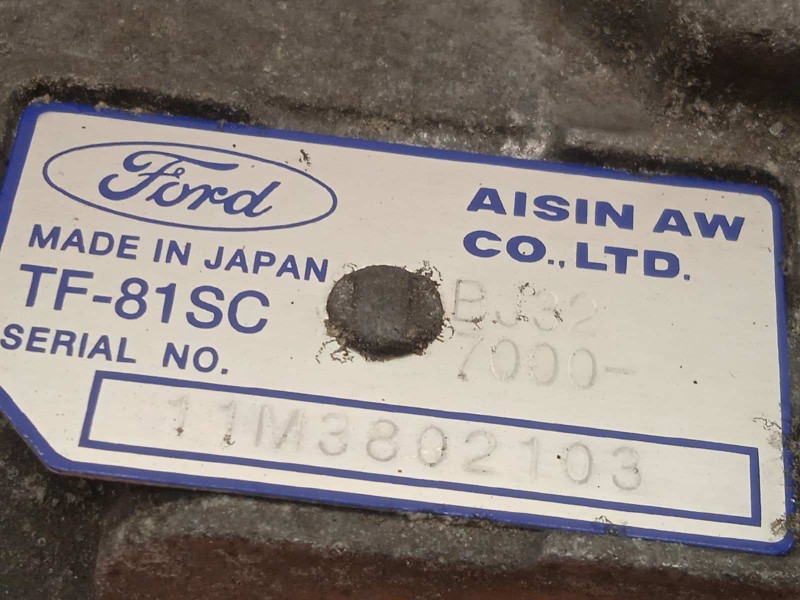 Ford
MADE IN JAPAN
TF-81SC
SERIAL NO.
AISIN AW
CO., LTD.
BJ32
7000-
11M3802103